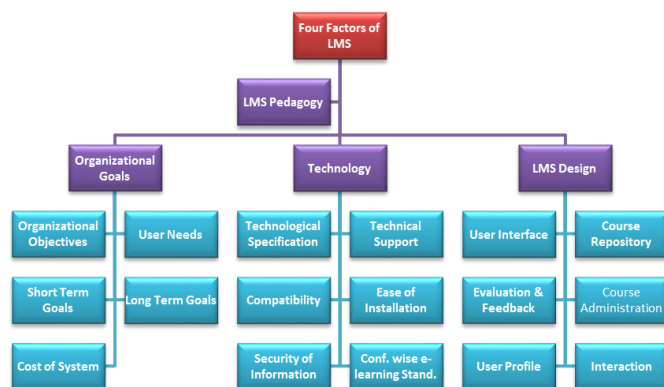 Four Factors of
LMS
LMS Pedagogy
Organizational
Goals
Technology
LMS Design
Organizational
Objectives
User Needs
Short Term
Goals
Long Term Goals
Cost of System
Technological
Specification
Technical
Support
Compatibility
Ease of
Installation
Security of
Information
Conf. wise e-
learning Stand.
User Interface
Course
Repository
Evaluation &
Feedback
Course
Administration
User Profile
Interaction